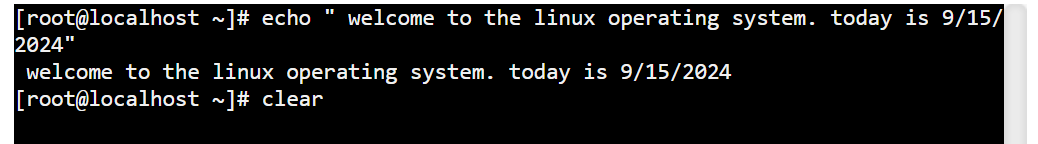 [root@localhost ~]# echo " welcome to the linux operating system. today is 9/15/
2024"
 welcome to the linux operating system. today is 9/15/2024
[root@localhost ~]# clear